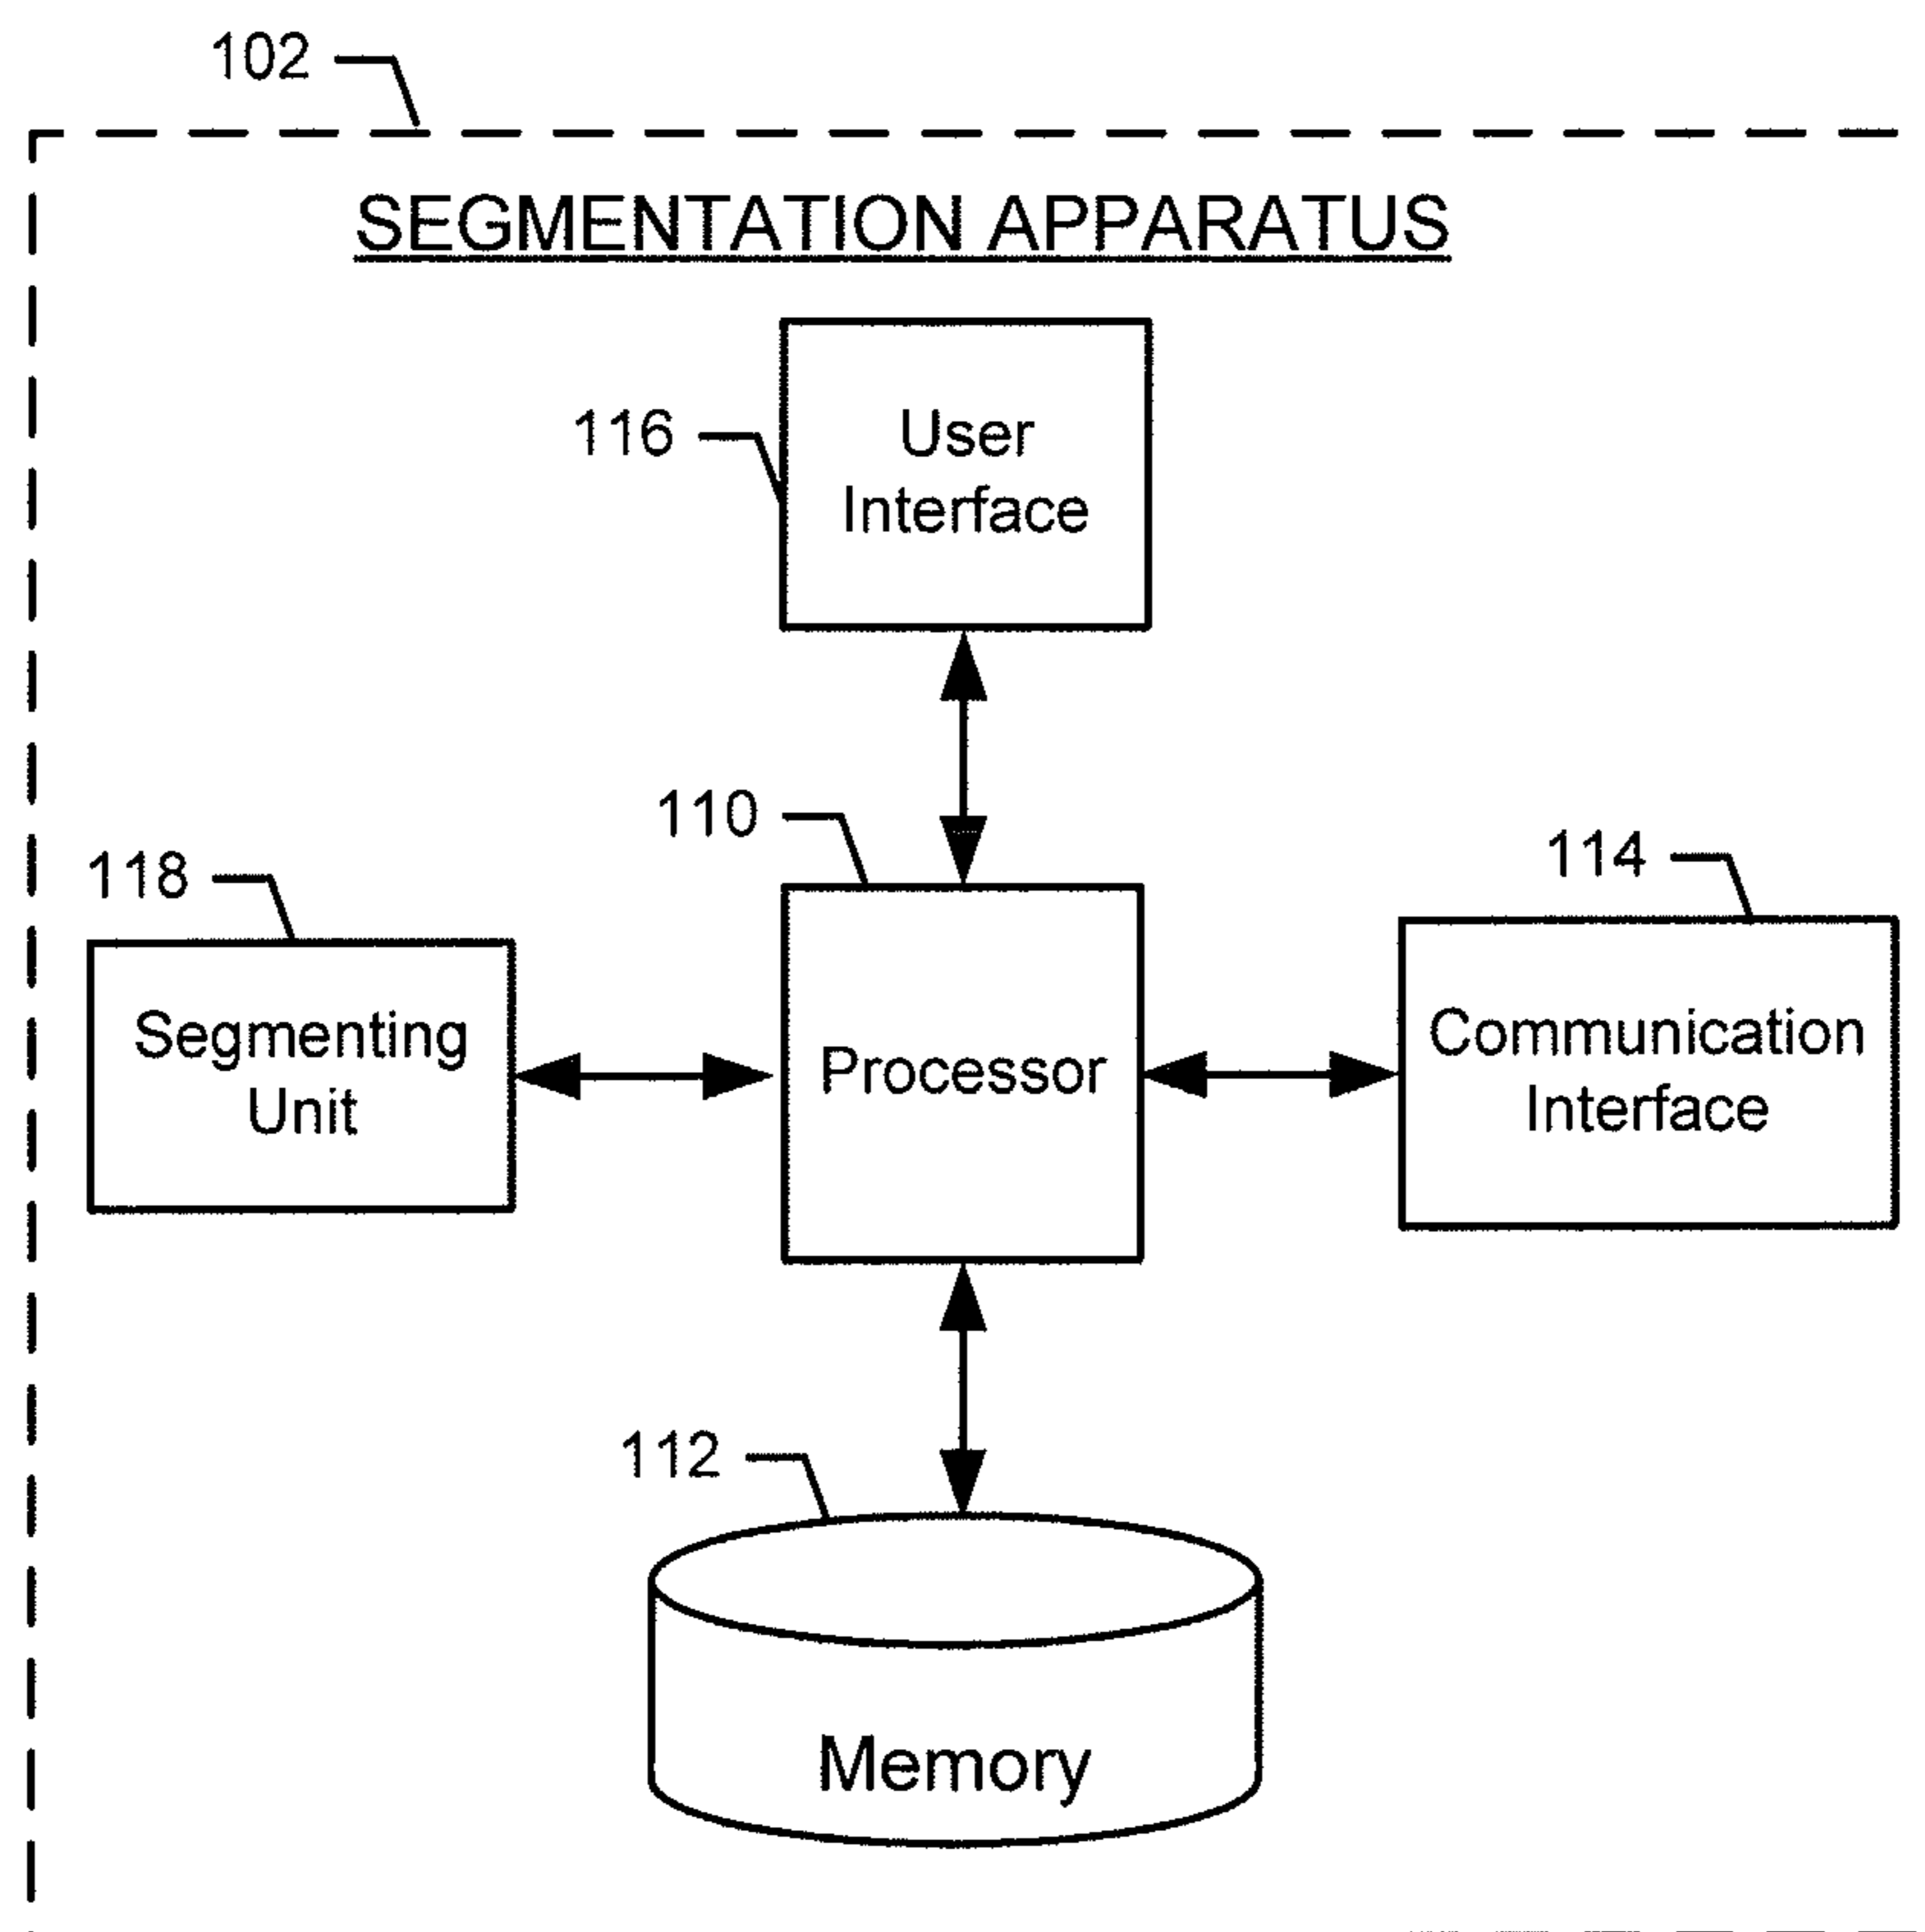 102
SEGMENTATION APPARATUS
116
User
Interface
110
118
114
Segmenting
Unit
Processor
Communication
Interface
112
Memory